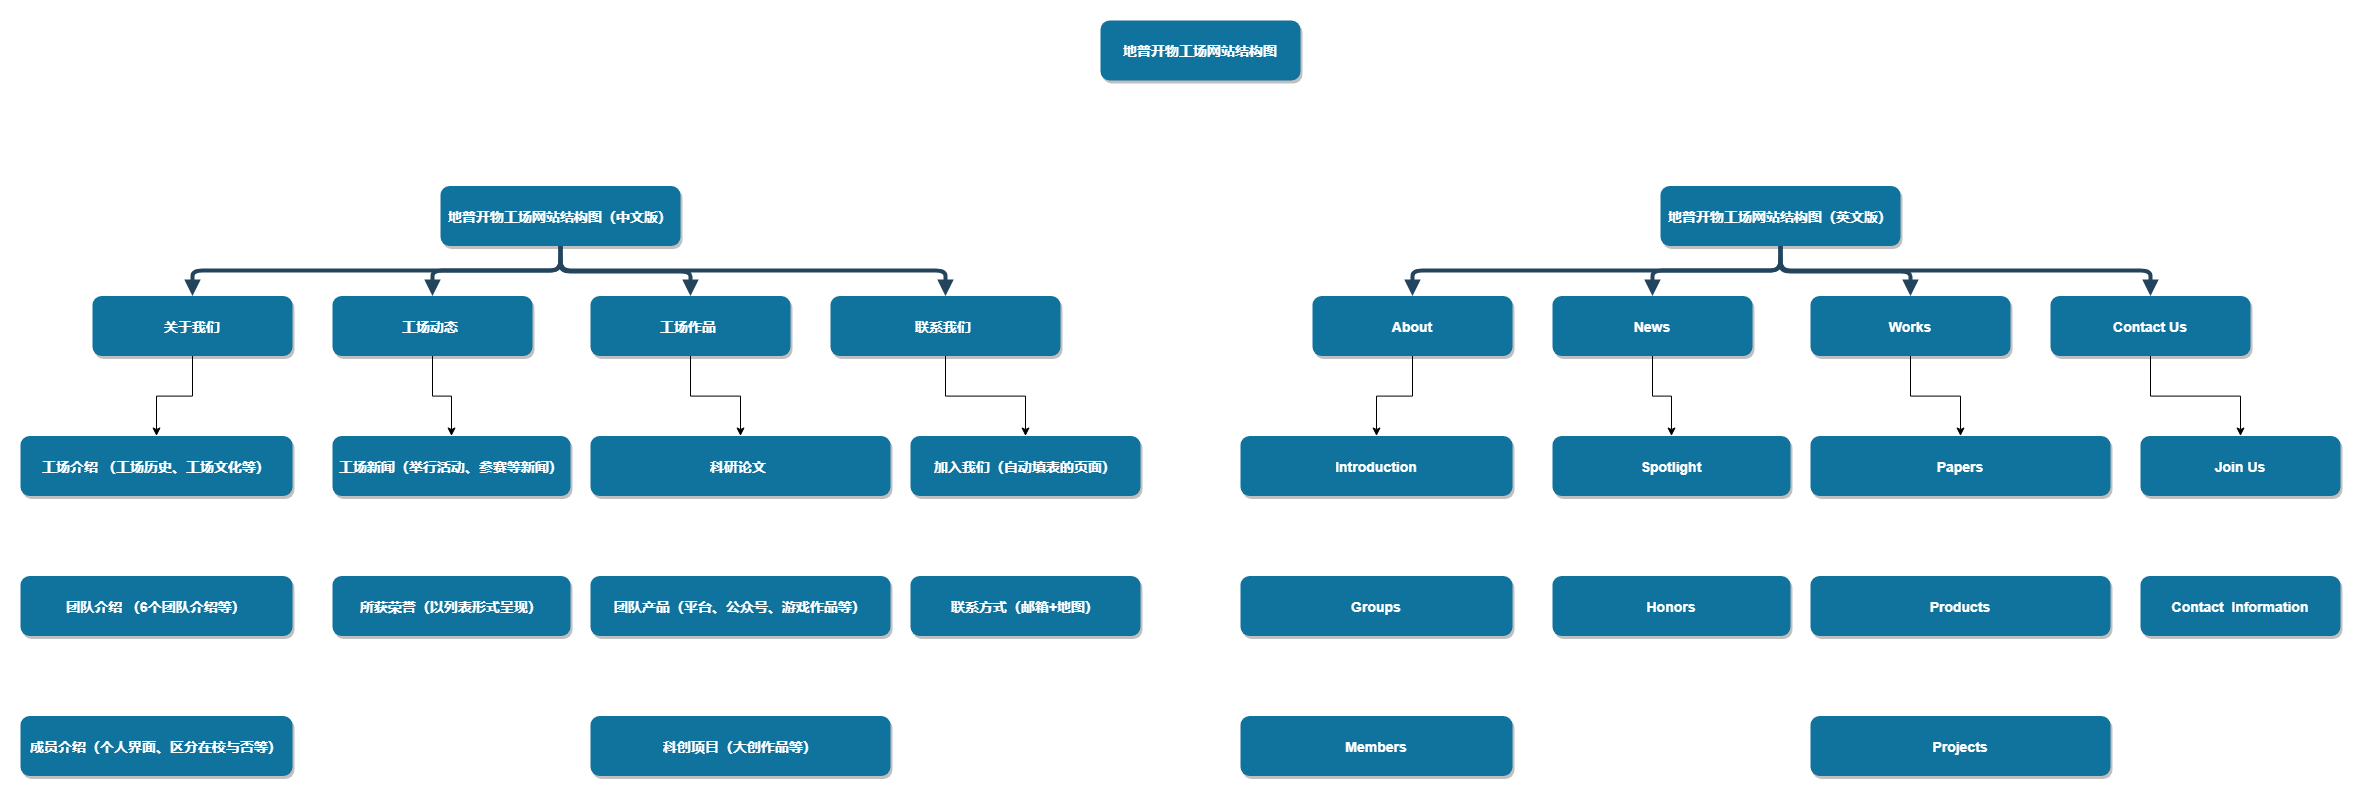 地普开物工场网站结构图
地普开物工场网站结构图（中文版）
地普开物工场网站结构图（英文版）
关于我们
工场动态
工场作品
联系我们
About
News
Works
Contact Us
工场介绍 （工场历史、工场文化等）
工场新闻（举行活动、参赛等新闻）
科研论文
加入我们（自动填表的页面）
Introduction
Spotlight
Papers
Join Us
团队介绍 （6个团队介绍等）
所获荣誉（以列表形式呈现）
团队产品（平台、公众号、游戏作品等）
联系方式（邮箱+地图）
Groups
Honors
Products
Contact Information
成员介绍（个人界面、区分在校与否等）
科创项目（大创作品等）
Members
Projects